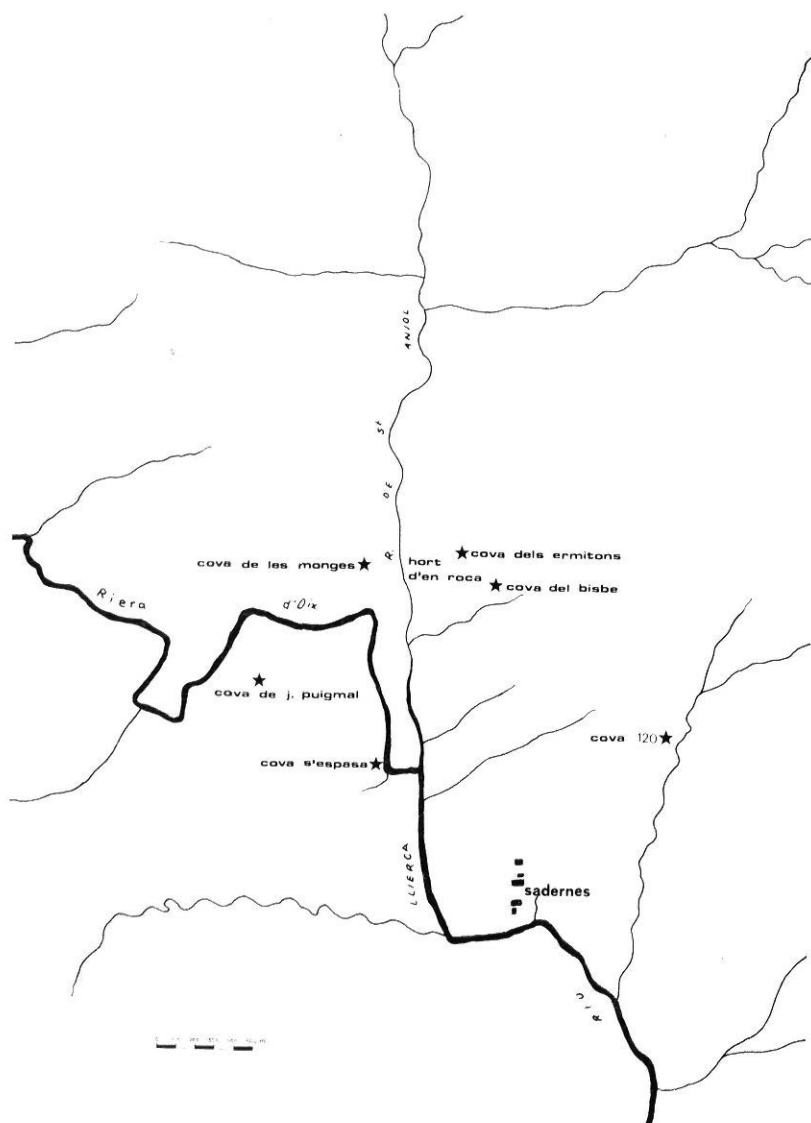 R. DE St ANIOL
cova de les monges
cova dels ermitons
hort
d'en roca
cova del bisbe
Riera d'Oix
cova de j. puigmal
cova 120
cova s'espasa
LLIERCA
sadernes
RIU